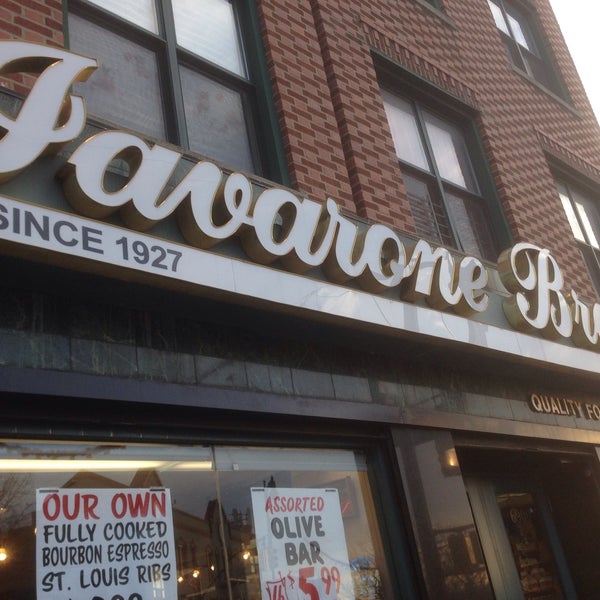 Iavarone Br
SINCE 1927
QUALITY FO
OUR OWN
FULLY COOKED
BOURBON ESPRESSO
ST. LOUIS RIBS
ASSORTED
OLIVE
BAR
$5.99